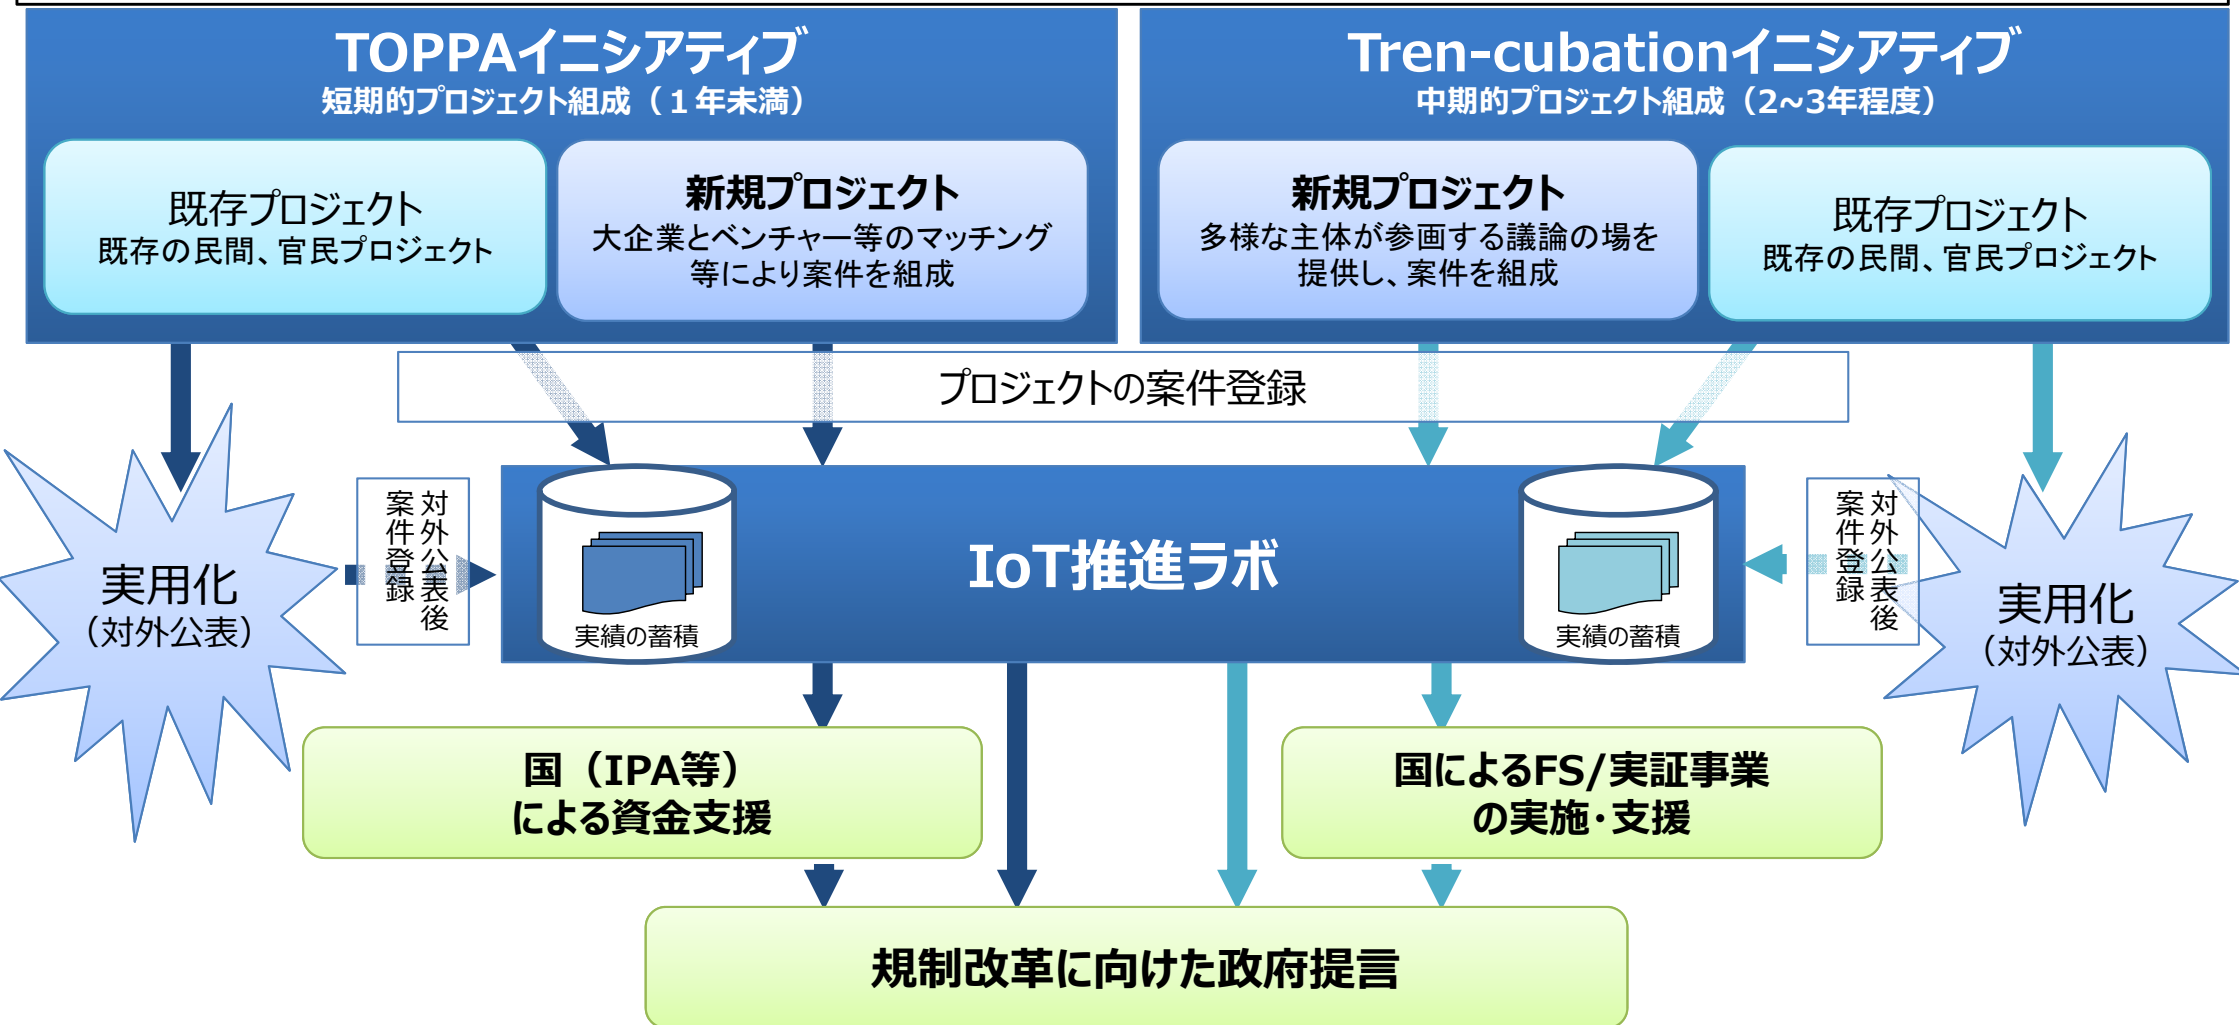 TOPPAイニシアティブ
短期的プロジェクト組成（１年未満）
既存プロジェクト
既存の民間、官民プロジェクト
新規プロジェクト
大企業とベンチャー等のマッチング
等により案件を組成
Tren-cubationイニシアティブ
中期的プロジェクト組成（2~3年程度）
新規プロジェクト
多様な主体が参画する議論の場を
提供し、案件を組成
既存プロジェクト
既存の民間、官民プロジェクト
プロジェクトの案件登録
実用化
（対外公表）
対外公表後
案件登録
実績の蓄積
IoT推進ラボ
実績の蓄積
対外公表後
案件登録
実用化
（対外公表）
国（IPA等）
による資金支援
国によるFS/実証事業
の実施･支援
規制改革に向けた政府提言